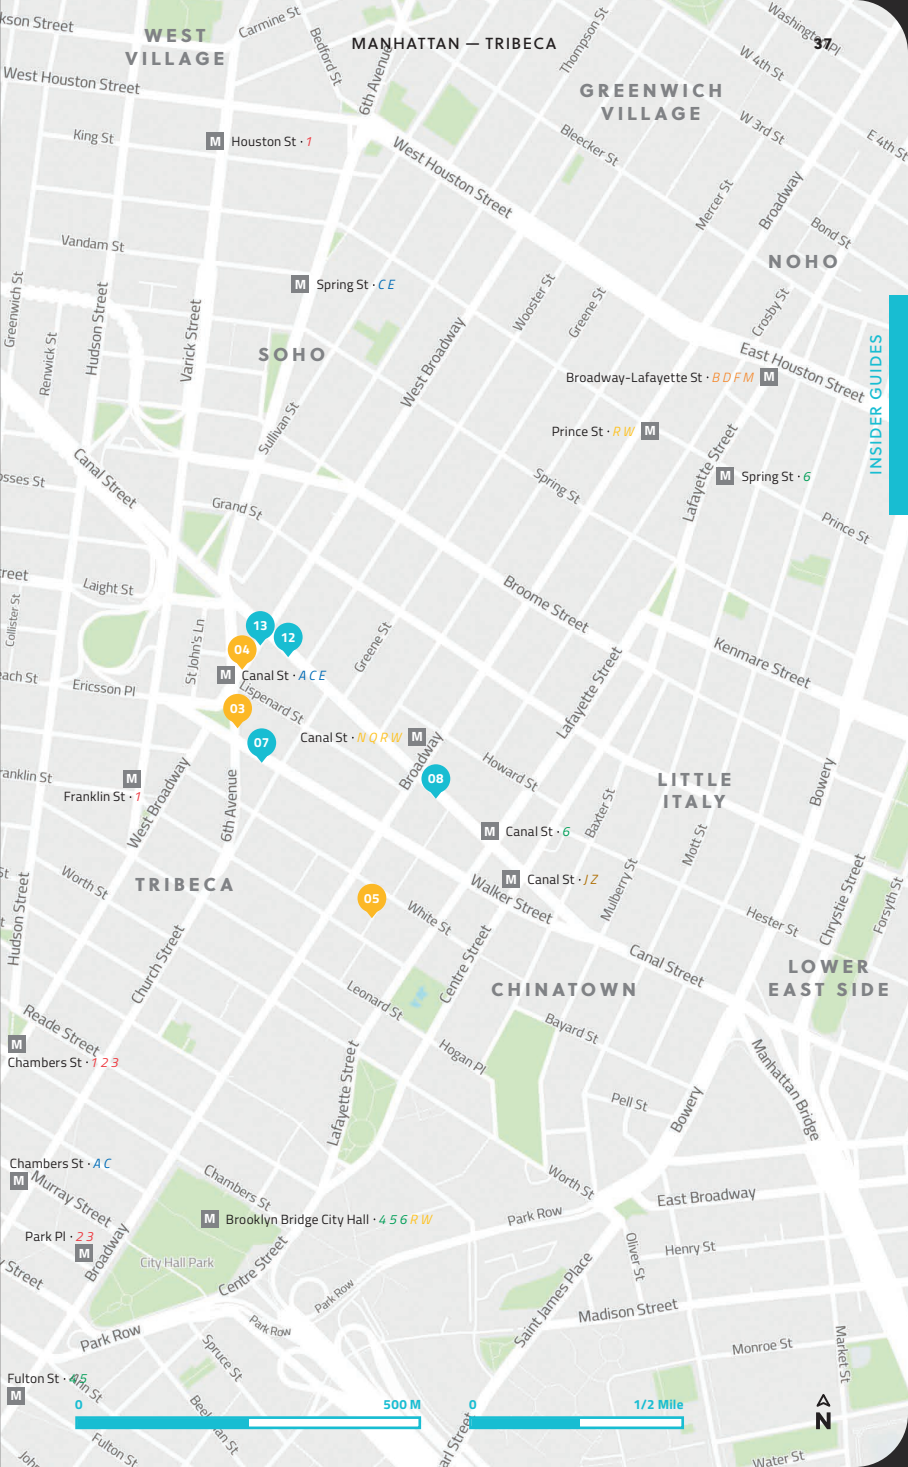 MANHATTAN — TRIBECA
37
Carmine St
Bedford St
6th Avenue
Thompson St
Washington Pl
WEST
VILLAGE
GREENWICH
VILLAGE
W 4th St
W 3rd St
E 4th St
West Houston Street
King St
M Houston St · 1
West Houston Street
Bleecker St
Mercer St
Broadway
Bond St
NOHO
Vandam St
M Spring St · C E
Greenwich St
Renwick St
Hudson Street
Varick Street
SOHO
West Broadway
Wooster St
Greene St
Crosby St
East Houston Street
Broadway-Lafayette St · B D F M M
INSIDER GUIDES
Sullivan St
Prince St · R W M
Lafayette Street
M Spring St · 6
Spring St
Prince St
Canal Street
Grand St
Laight St
Collister St
St John's Ln
Broome Street
Kenmare Street
13
12
04
M Canal St · A C E
Greene St
Lafayette Street
Ericsson Pl
Lispenard St
03
07
Canal St · N Q R W M
Broadway
08
Howard St
LITTLE
ITALY
Bowery
M
Franklin St · 1
West Broadway
6th Avenue
M Canal St · 6
Baxter St
Mott St
Worth St
TRIBECA
05
White St
Walker Street
M Canal St · J Z
Mulberry St
Hester St
Chrystie Street
Forsyth St
Hudson Street
Church Street
Centre Street
Canal Street
LOWER
EAST SIDE
CHINATOWN
Leonard St
Reade Street
M
Chambers St · 1 2 3
Bayard St
Hogan Pl
Lafayette Street
Pell St
Bowery
Manhattan Bridge
Chambers St · A C
M
Murray Street
Chambers St
Worth St
M Brooklyn Bridge City Hall · 4 5 6 R W
Park Row
East Broadway
Park Pl · 2 3
M
Broadway
City Hall Park
Centre Street
Oliver St
Henry St
Park Row
Saint James Place
Madison Street
Park Row
Park Row
Spruce St
Monroe St
Market St
Fulton St · 4 5
M
0
500 M
0
1/2 Mile
N
Fulton St
Water St